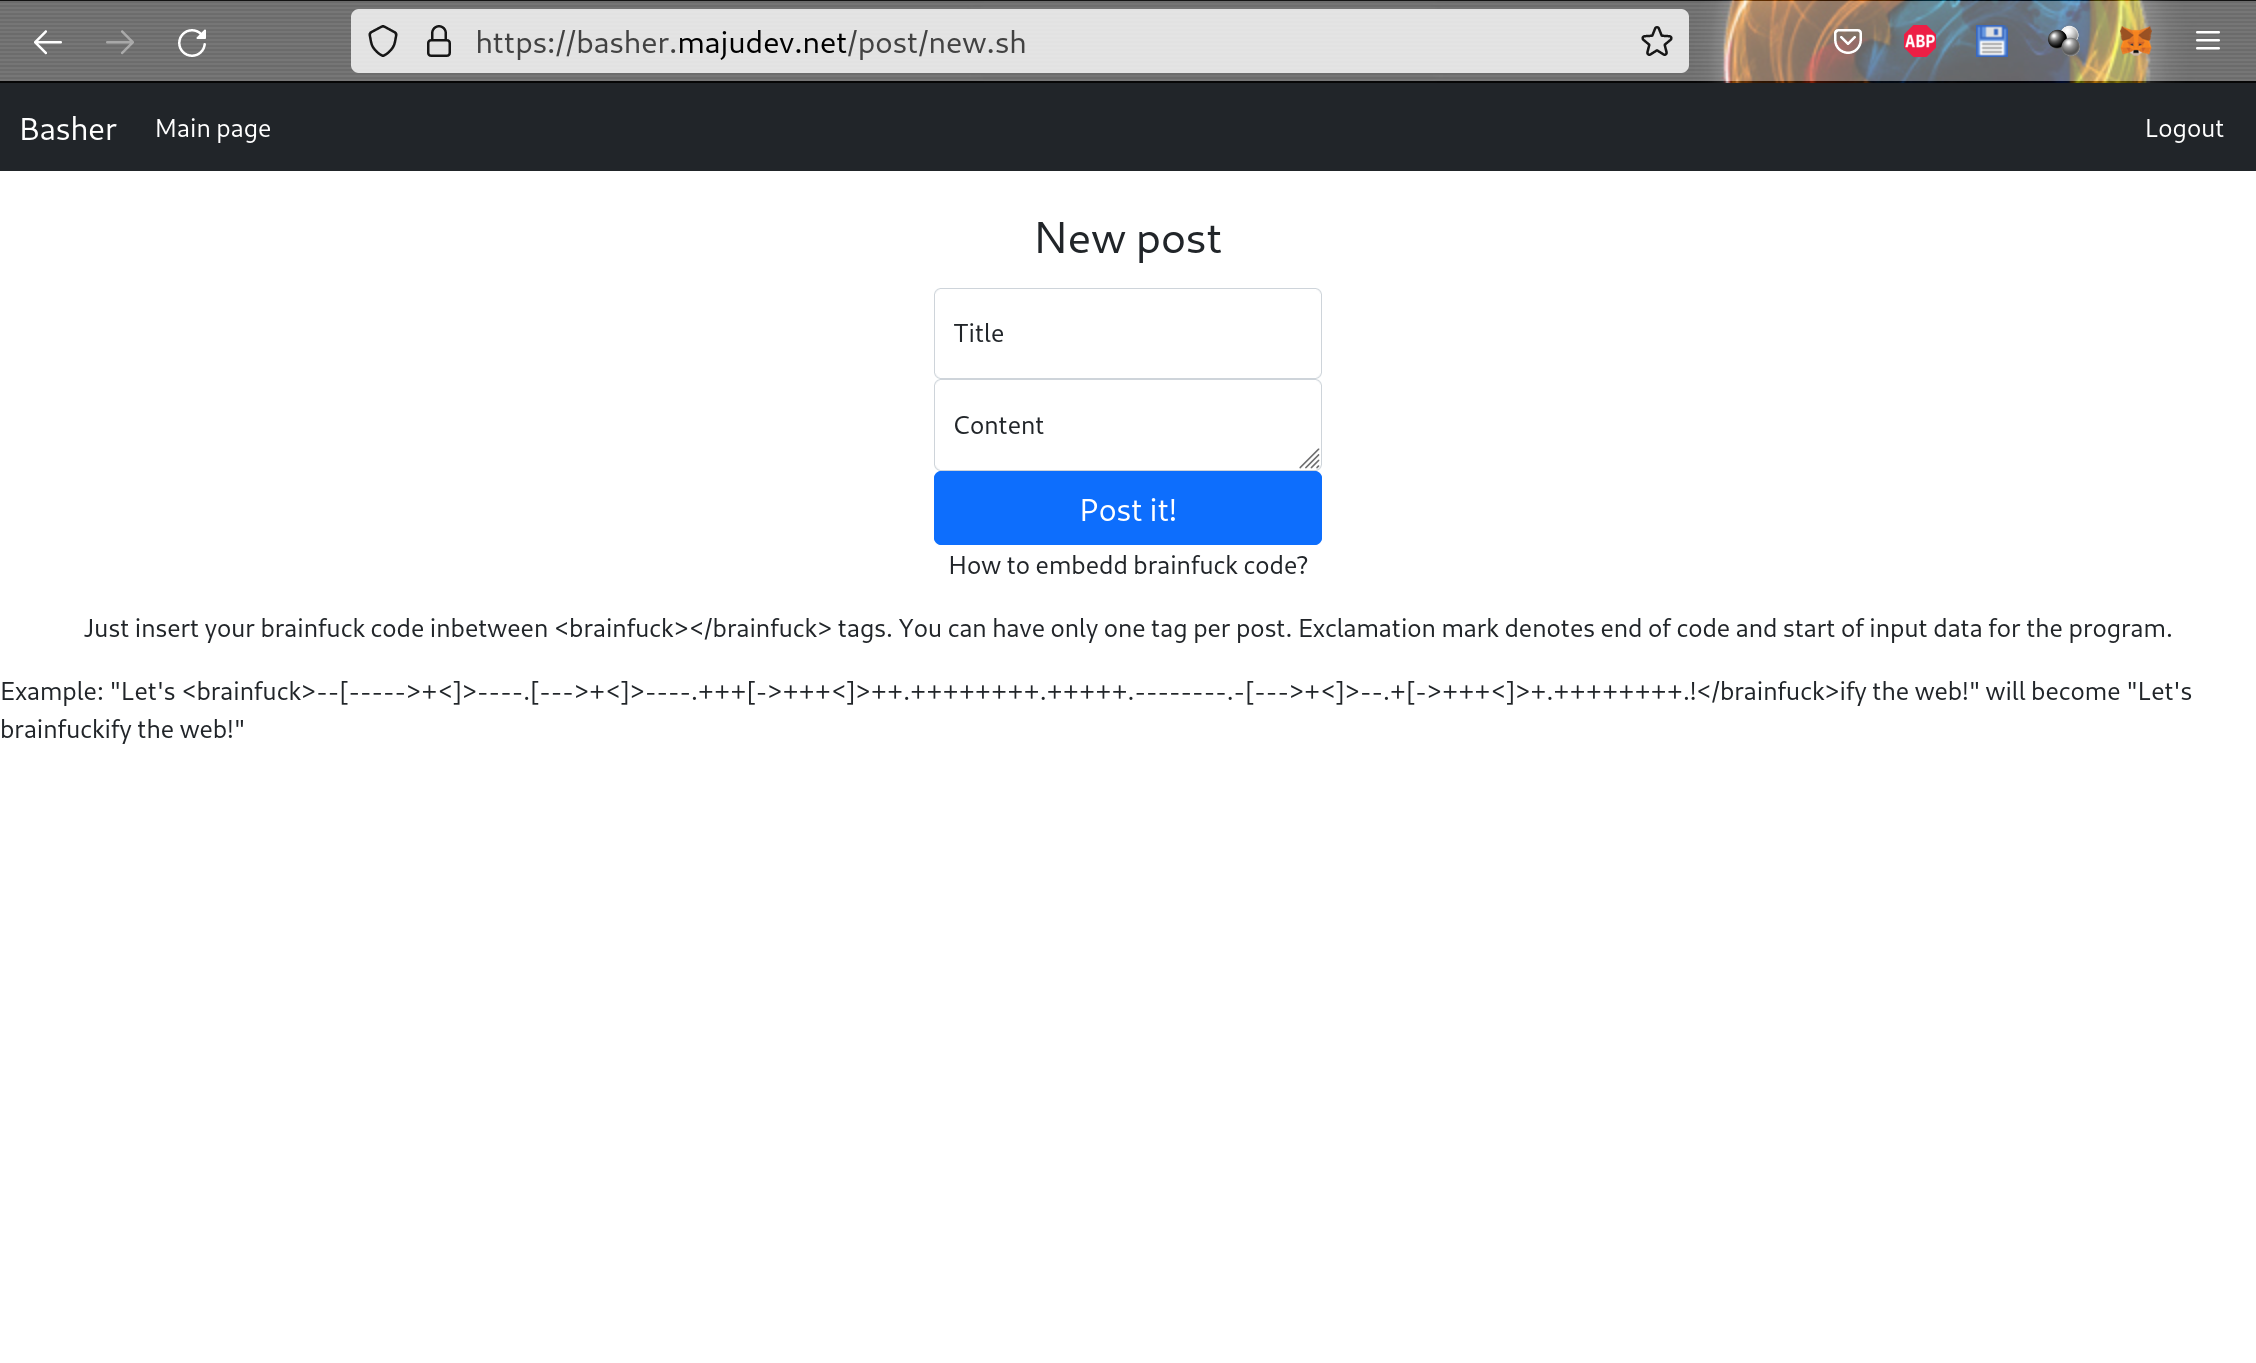 https://basher.majudev.net/post/new.sh
ABP
Basher Main page Logout
New post
Title
Content
Post it!
How to embedd brainfuck code?
Just insert your brainfuck code inbetween <brainfuck></brainfuck> tags. You can have only one tag per post. Exclamation mark denotes end of code and start of input data for the program.
Example: "Let's <brainfuck>--[----->+<]>----.[--->+<]>----.+++[->+++<]>++.++++++++.+++++.--------.-[--->+<]>--.+[->+++<]>+.++++++++.!</brainfuck>ify the web!" will become "Let's
brainfuckify the web!"